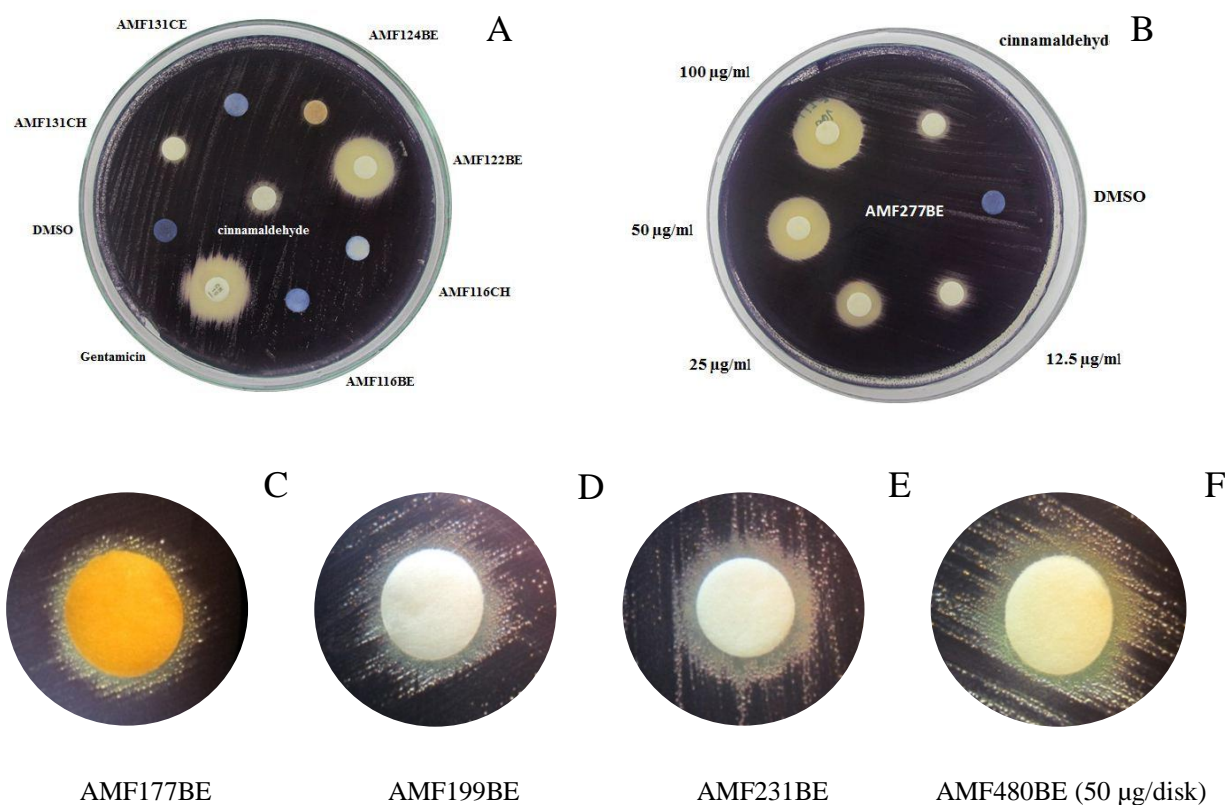 A
AMF131CE
AMF124BE
AMF131CH
AMF122BE
DMSO
cinnamaldehyde
AMF116CH
Gentamicin
AMF116BE
B
cinnamaldehyd
100 µg/ml
AMF277BE
DMSO
50 µg/ml
25 µg/ml
12.5 µg/ml
C
D
E
F
AMF177BE
AMF199BE
AMF231BE
AMF480BE (50 µg/disk)